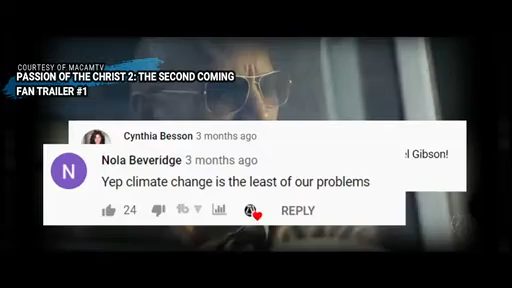 COURTESY OF MACAMTV
PASSION OF THE CHRIST 2: THE SECOND COMING
FAN TRAILER #1
Cynthia Besson 3 months ago
el Gibson!
N
Nola Beveridge 3 months ago
Yep climate change is the least of our problems
24
REPLY